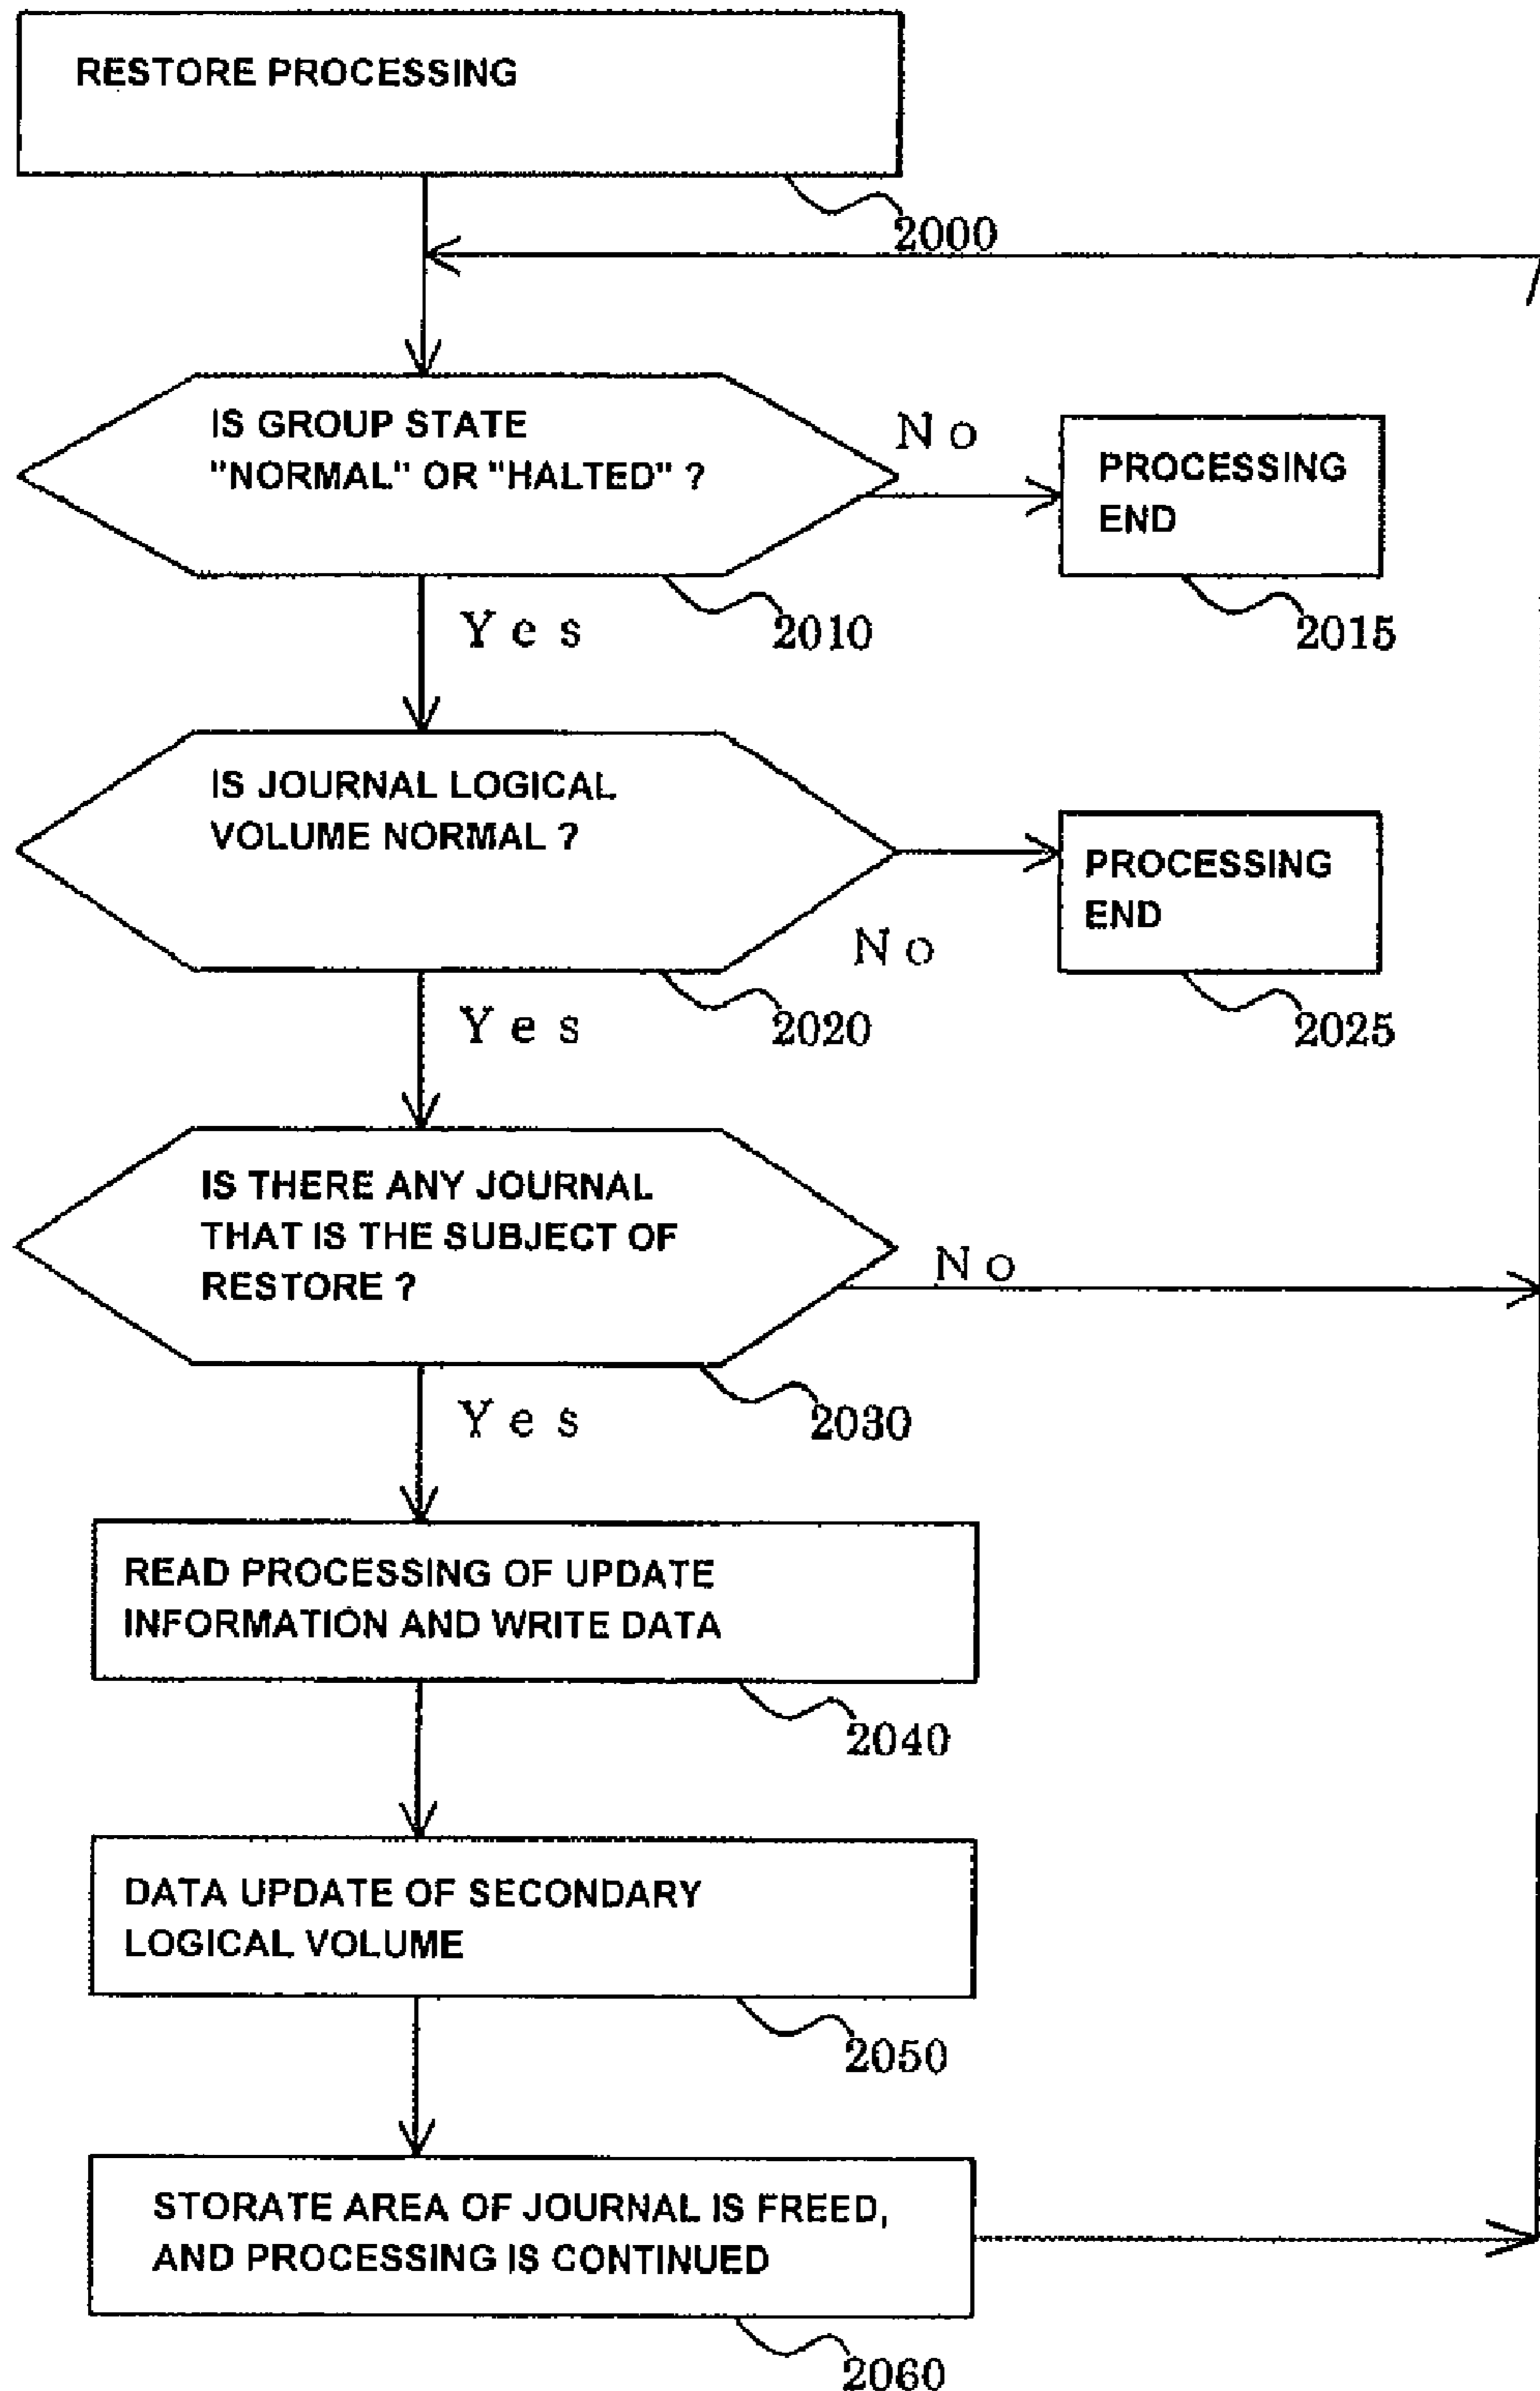 RESTORE PROCESSING
2000
IS GROUP STATE
"NORMAL" OR "HALTED" ?
No
PROCESSING
END
Yes
2010
2015
IS JOURNAL LOGICAL
VOLUME NORMAL ?
No
PROCESSING
END
Yes
2020
2025
IS THERE ANY JOURNAL
THAT IS THE SUBJECT OF
RESTORE ?
No
Yes
2030
READ PROCESSING OF UPDATE
INFORMATION AND WRITE DATA
2040
DATA UPDATE OF SECONDARY
LOGICAL VOLUME
2050
STORATE AREA OF JOURNAL IS FREED,
AND PROCESSING IS CONTINUED
2060